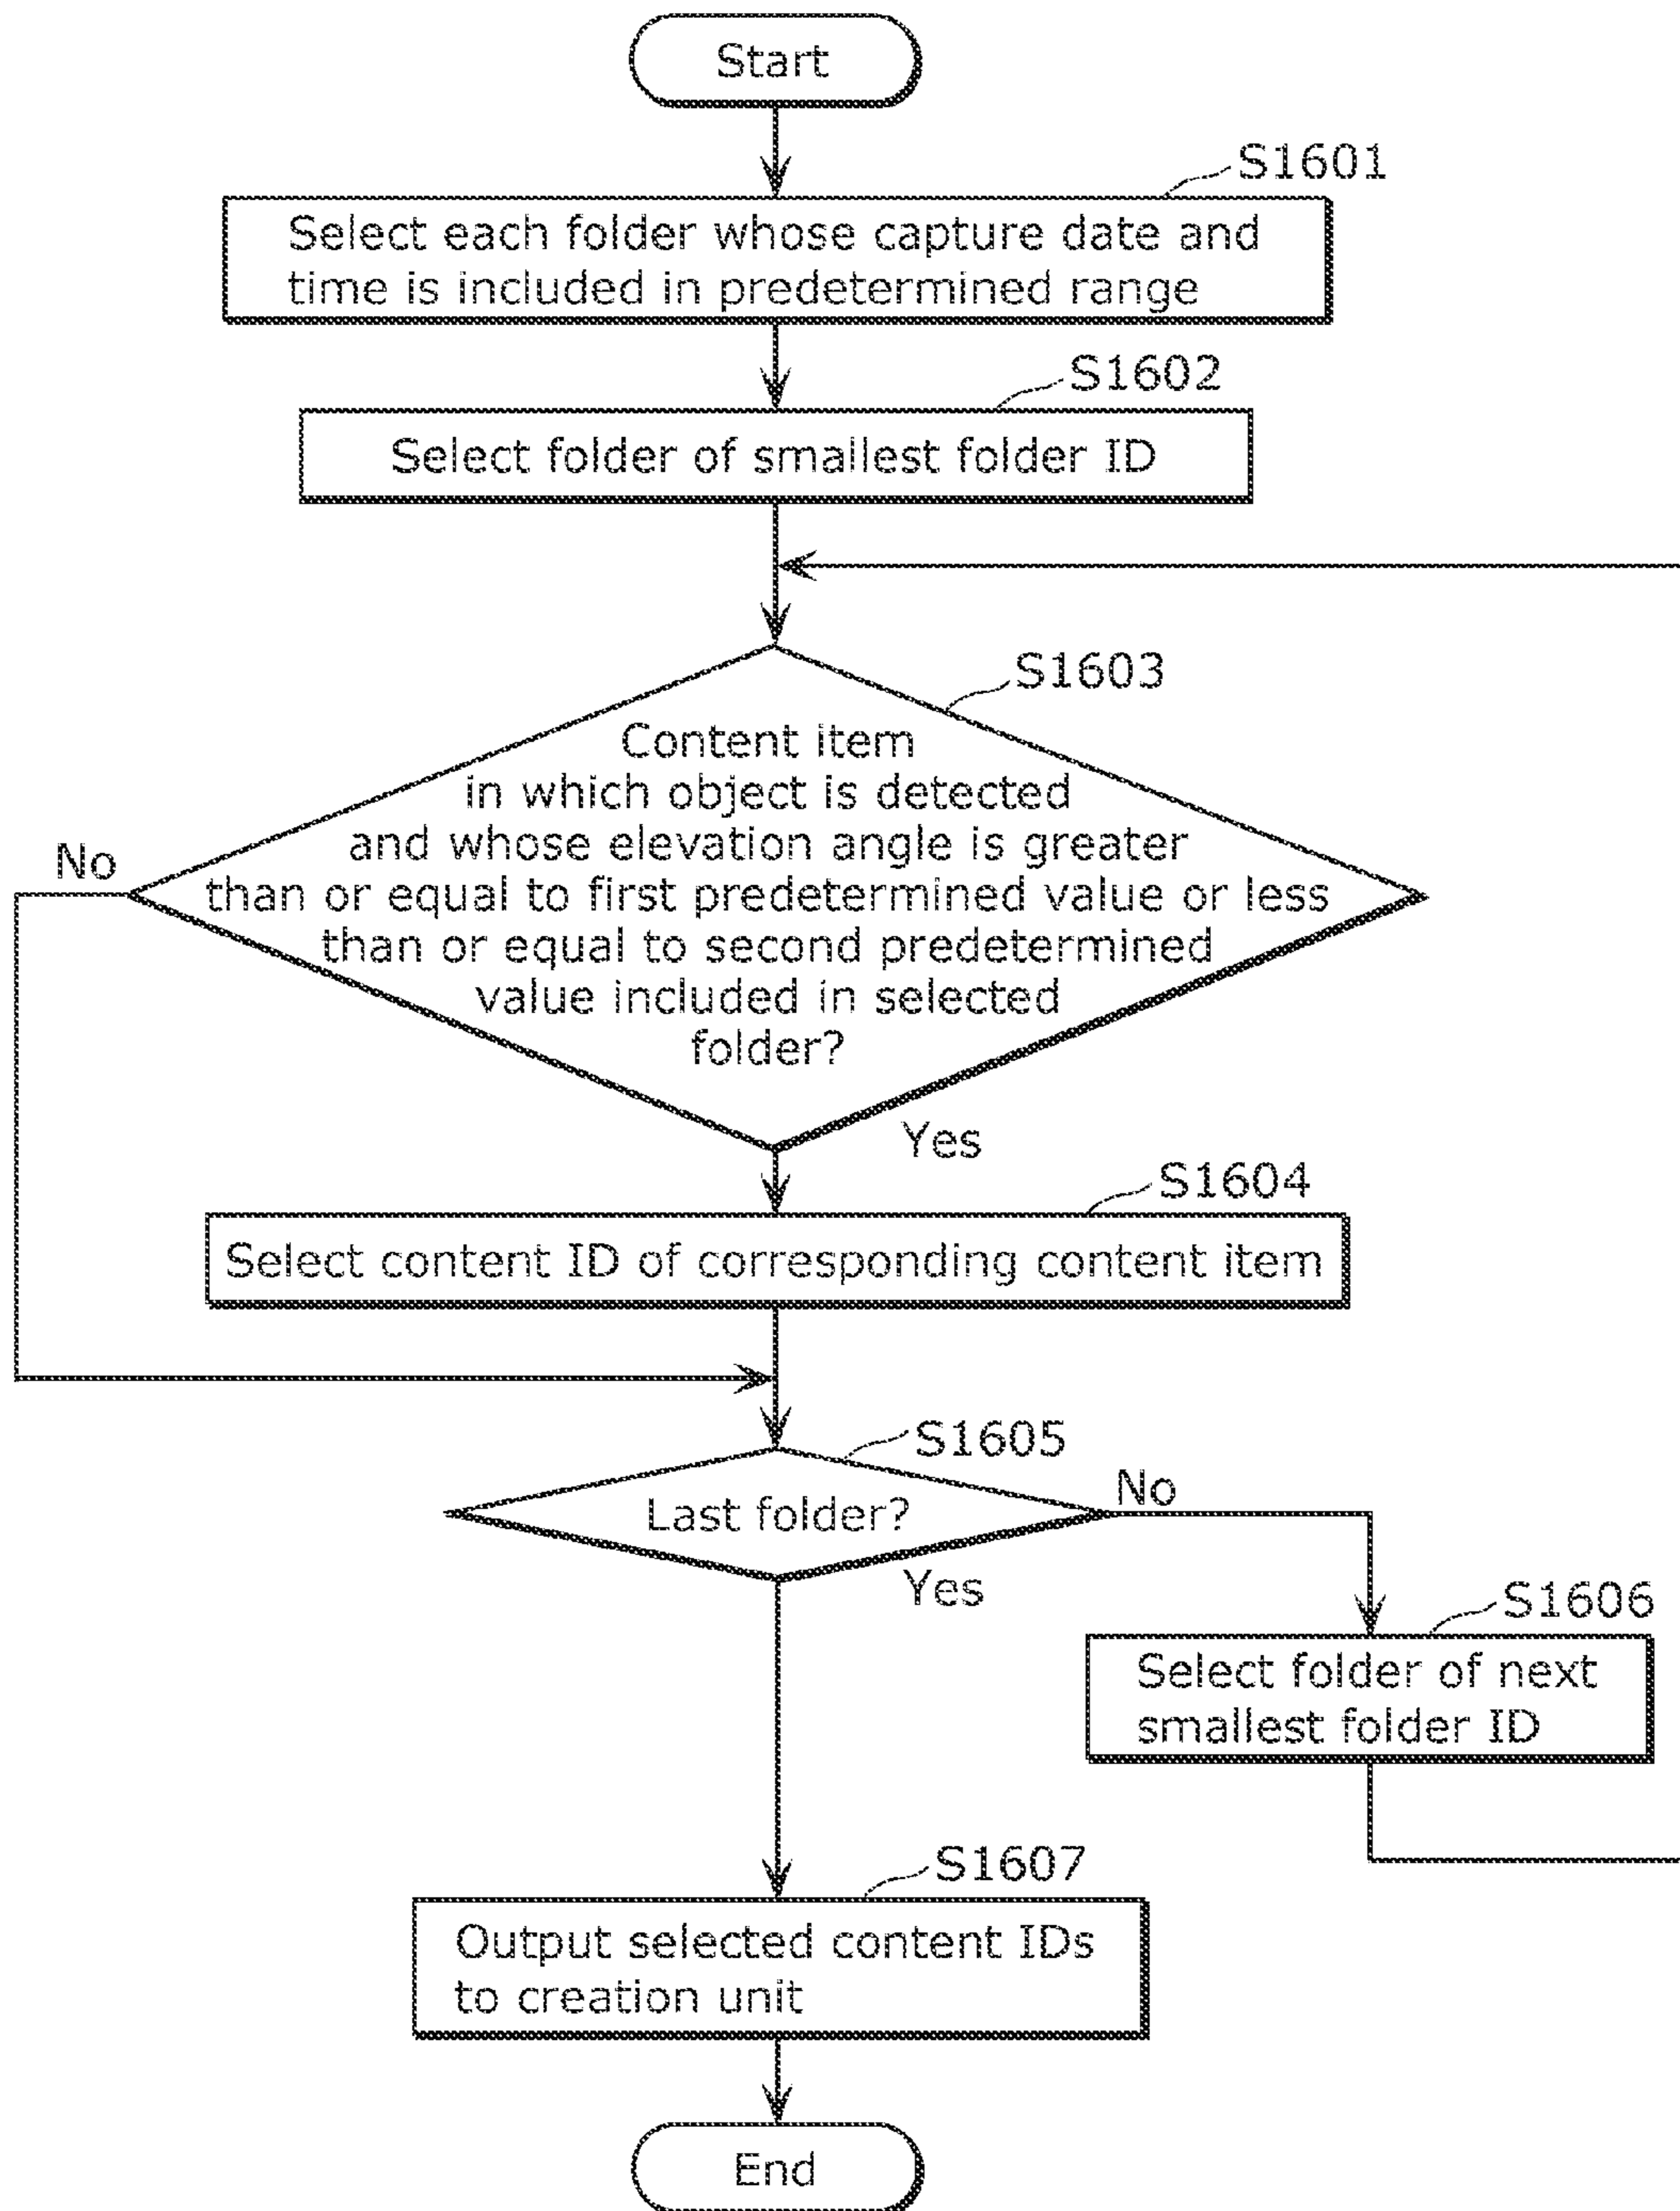 Start
S1601
Select each folder whose capture date and
time is included in predetermined range
S1602
Select folder of smallest folder ID
S1603
Content item
in which object is detected
and whose elevation angle is greater
than or equal to first predetermined value or less
than or equal to second predetermined
value included in selected
folder?
No
Yes
S1604
Select content ID of corresponding content item
S1605
Last folder?
No
Yes
S1606
Select folder of next
smallest folder ID
S1607
Output selected content IDs
to creation unit
End